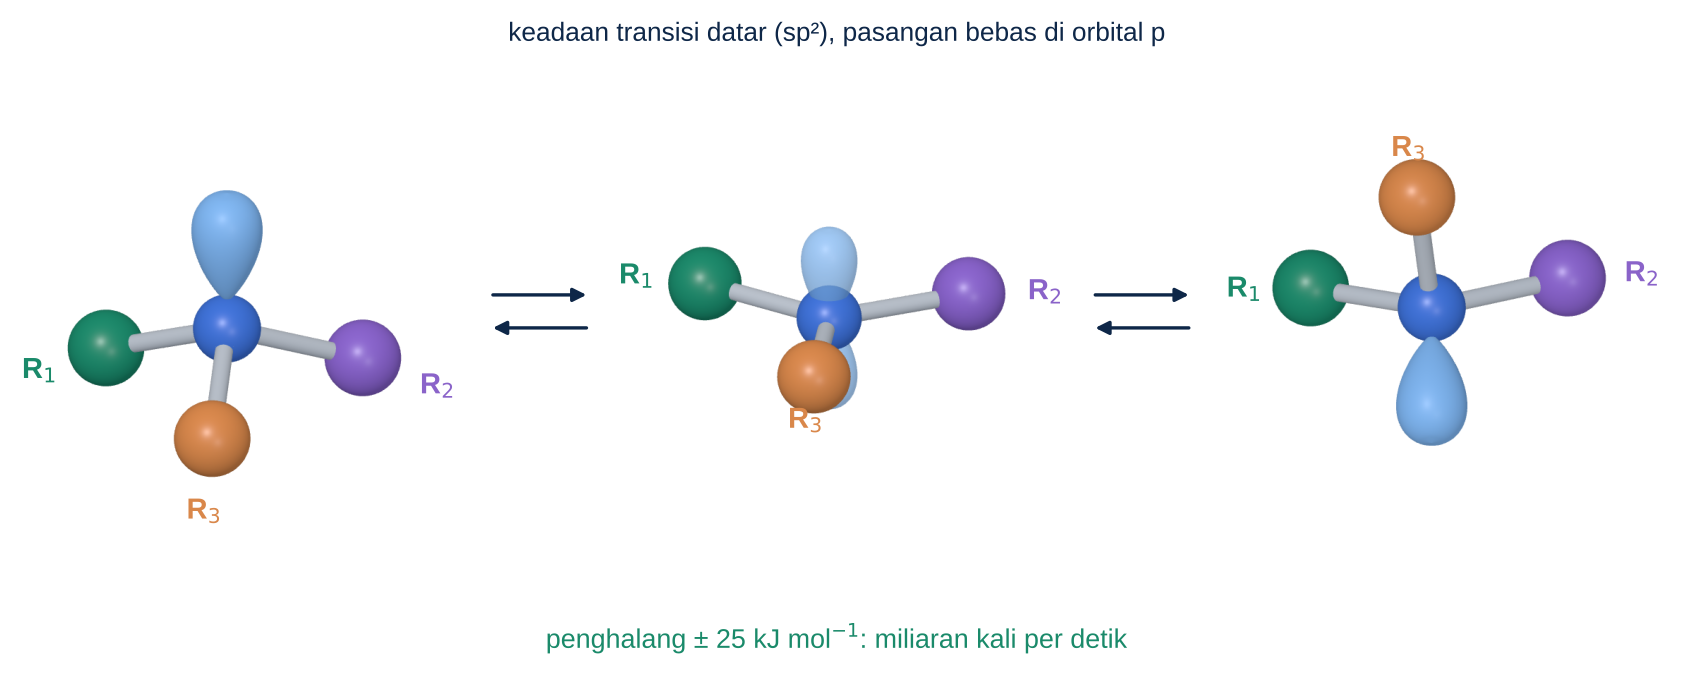 keadaan transisi datar (sp²), pasangan bebas di orbital p
R₁
R₂
R₃
R₁
R₂
R₃
R₃
R₁
R₂
penghalang ± 25 kJ mol⁻¹: miliaran kali per detik